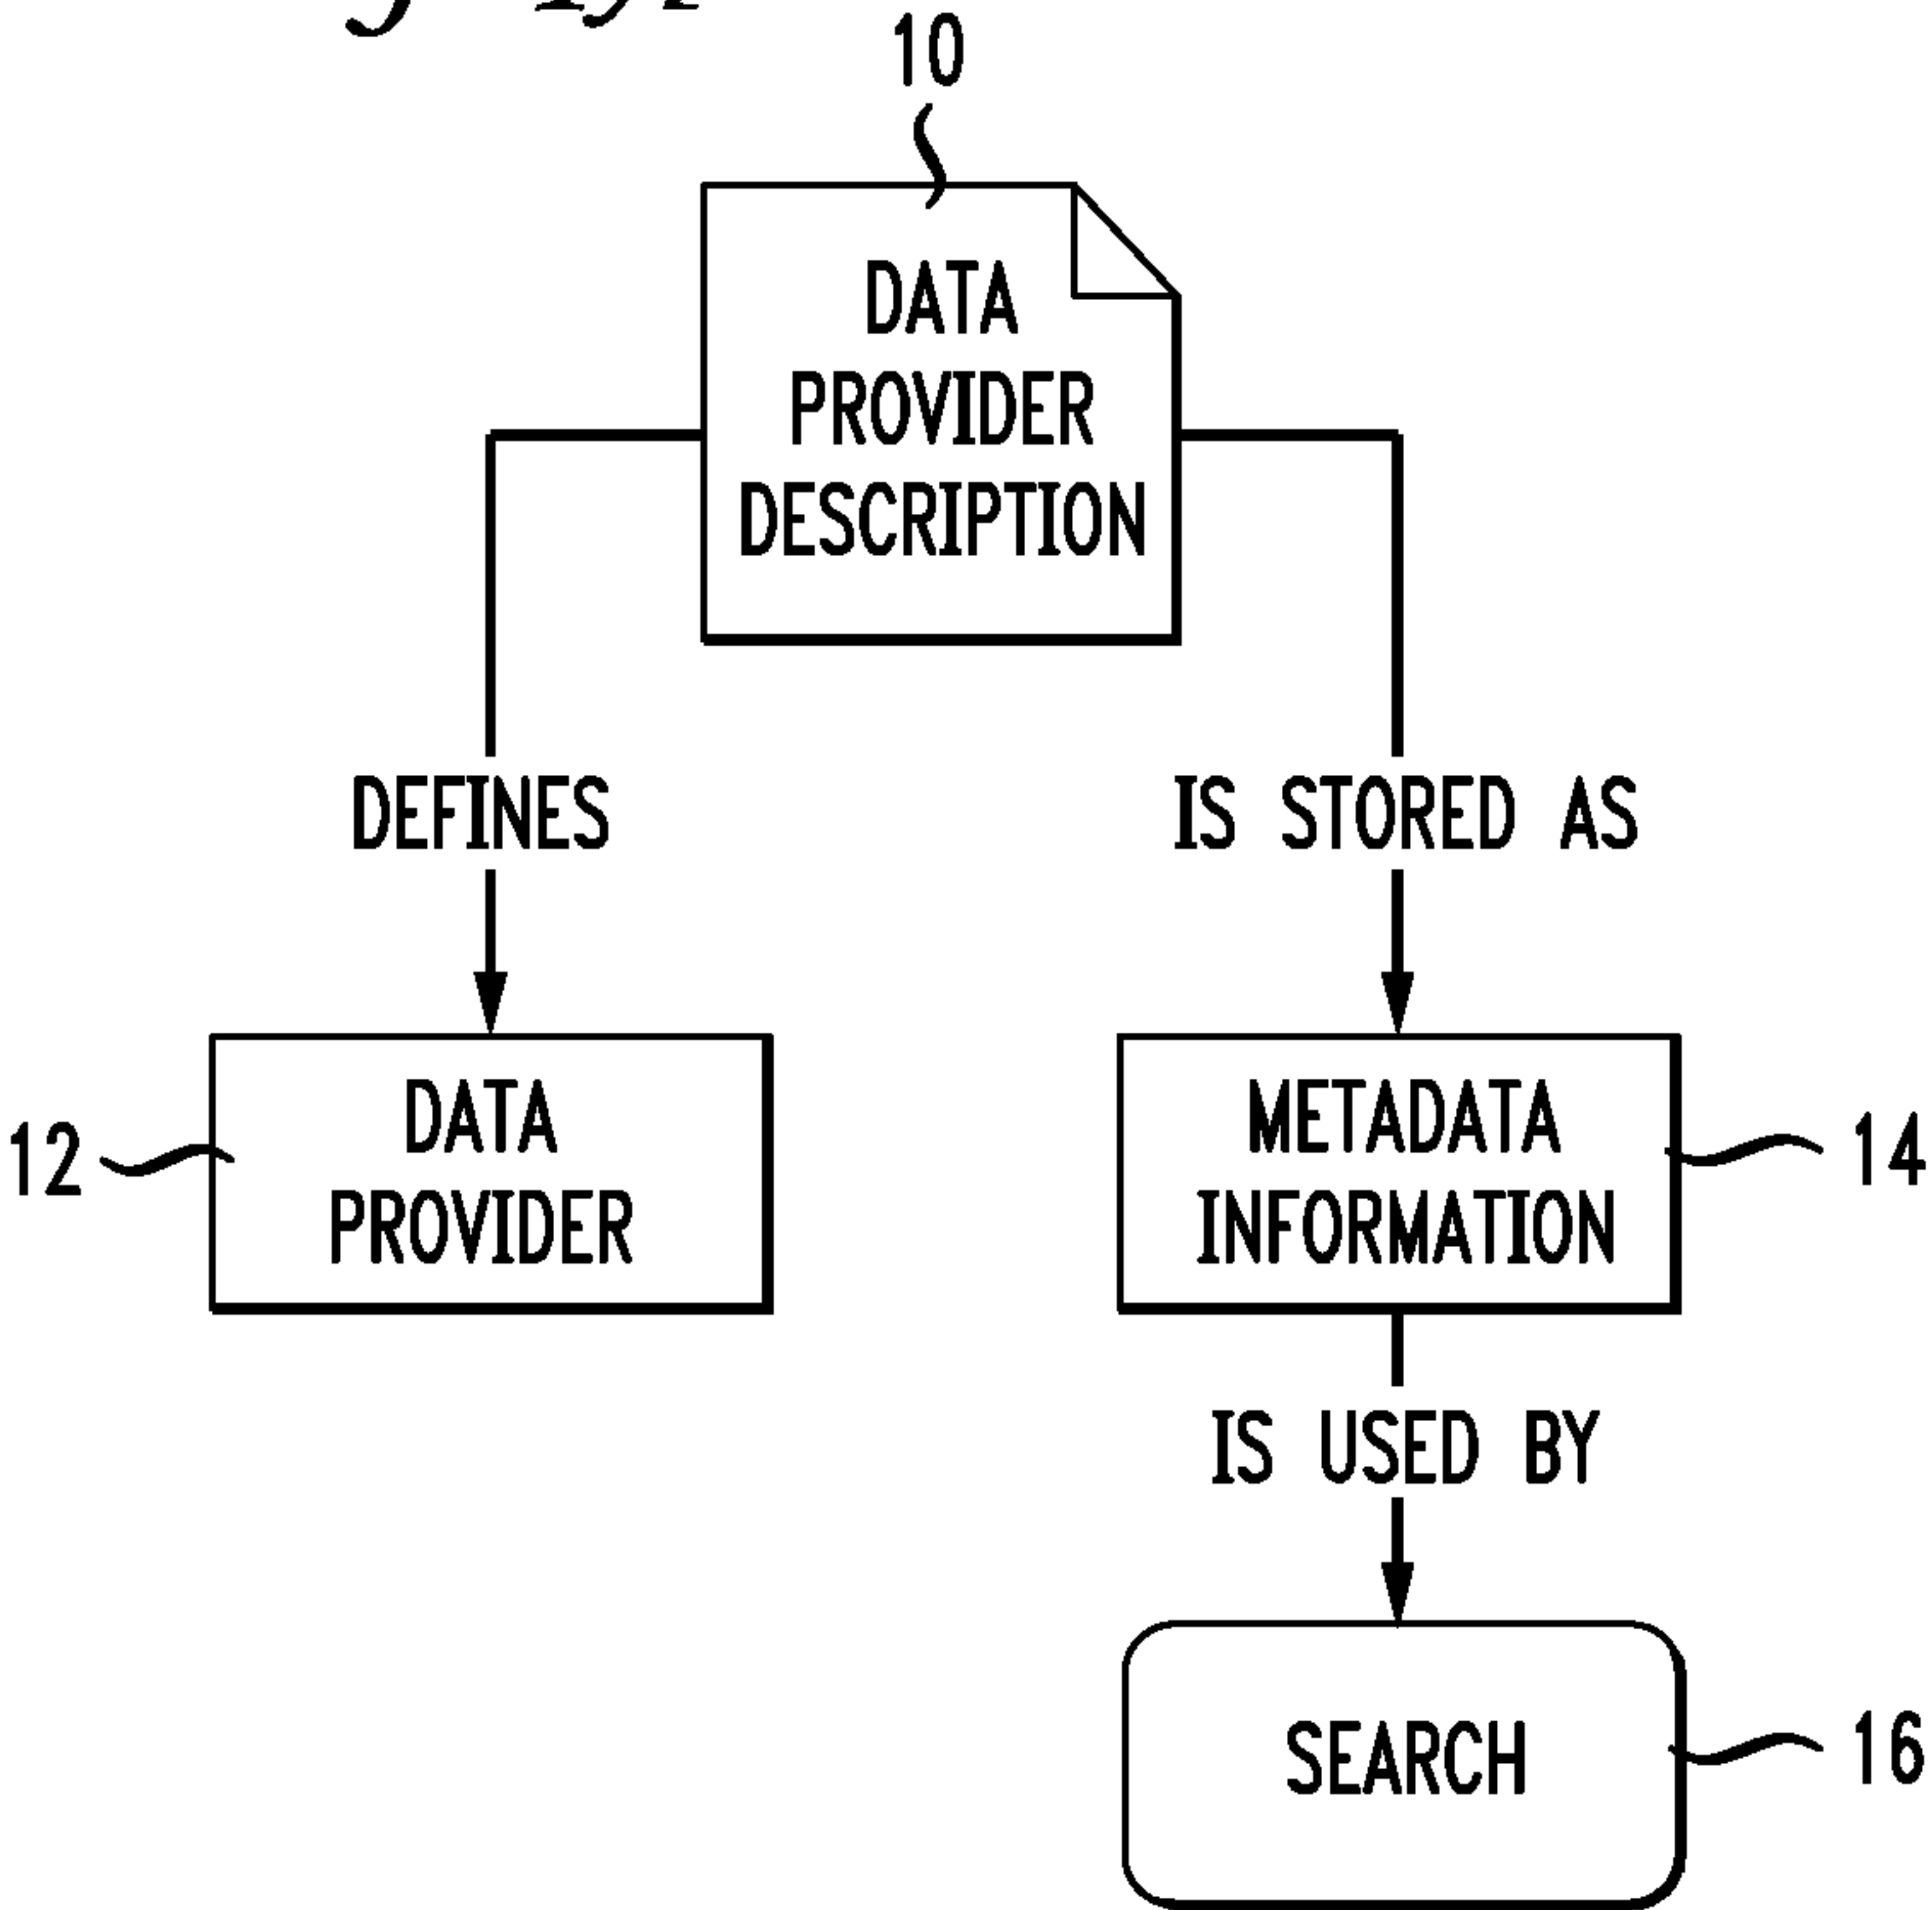 10
DATA
PROVIDER
DESCRIPTION
DEFINES
IS STORED AS
DATA
PROVIDER
12
METADATA
INFORMATION
14
IS USED BY
SEARCH
16